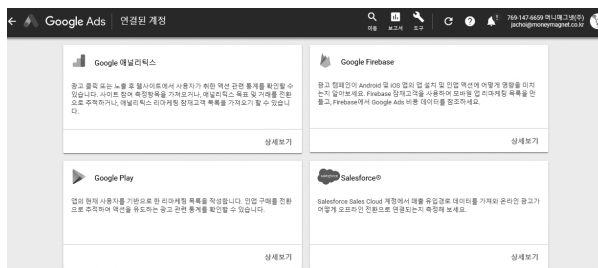 Google Ads 연결된 계정
이동 보고서 도구
769-147-6659 머니매그넷(주)
jachoi@moneymagnet.co.kr
Google 애널리틱스
광고 클릭 또는 노출 후 웹사이트에서 사용자가 취한 액션 관련 통계를 확인할 수
있습니다. 사이트 참여 측정항목을 가져오거나, 애널리틱스 목표 및 거래를 전환
으로 추적하거나, 애널리틱스 리마케팅 잠재고객 목록을 가져오기 할 수 있습니
다.
상세보기
Google Firebase
광고 캠페인이 Android 및 iOS 앱의 앱 설치 및 인앱 액션에 어떻게 영향을 미치
는지 알아보세요. Firebase 잠재고객을 사용하여 모바일 앱 리마케팅 목록을 만
들고, Firebase에서 Google Ads 비용 데이터를 참조하세요.
상세보기
Google Play
앱의 현재 사용자를 기반으로 한 리마케팅 목록을 작성합니다. 인앱 구매를 전환
으로 추적하여 액션을 유도하는 광고 관련 통계를 확인할 수 있습니다.
상세보기
salesforce Salesforce®
Salesforce Sales Cloud 계정에서 매출 유입경로 데이터를 가져와 온라인 광고가
어떻게 오프라인 전환으로 연결되는지 측정해 보세요.
상세보기